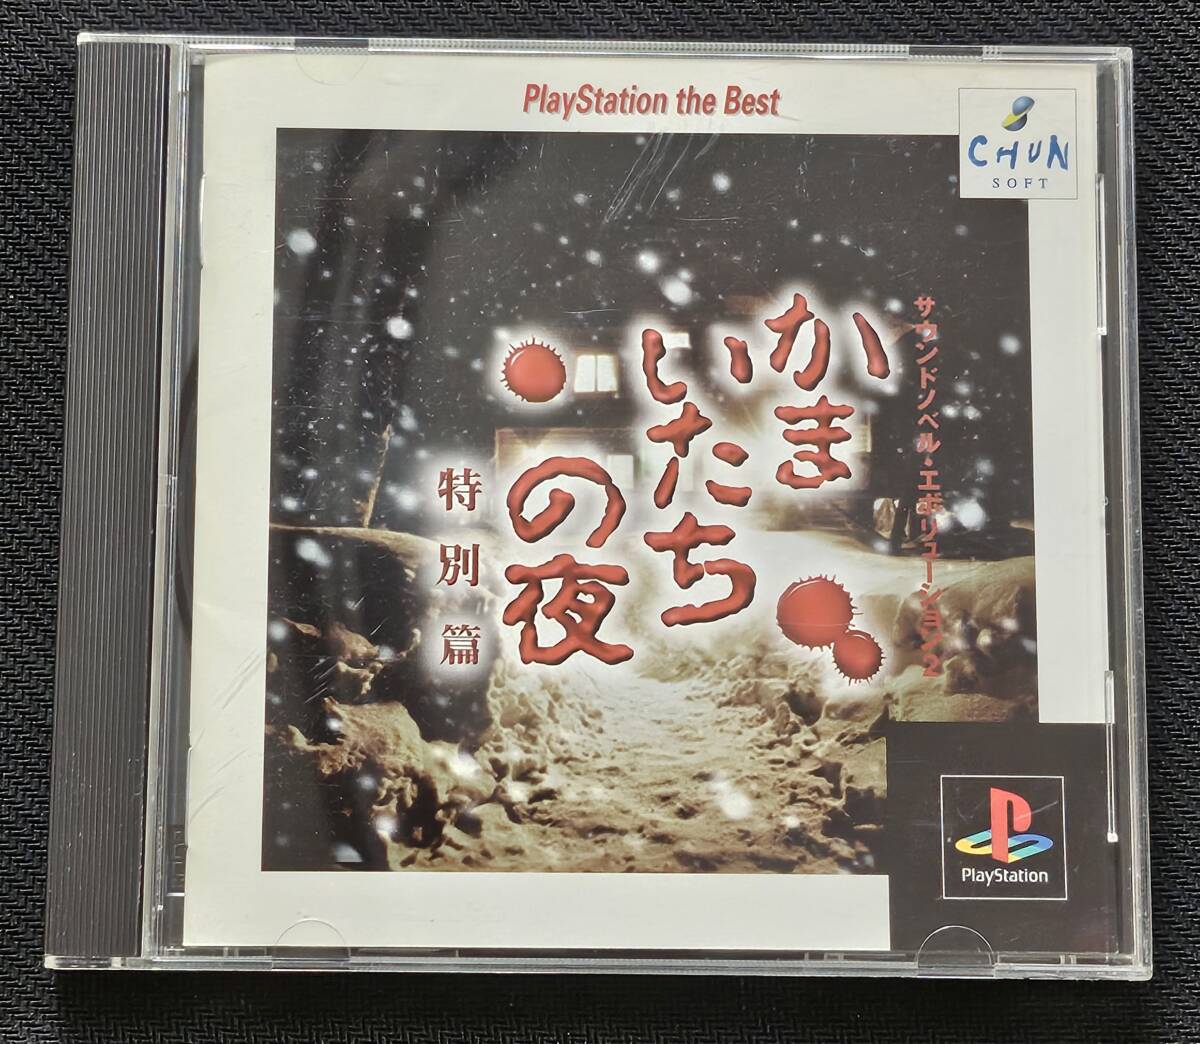 PlayStation the Best
CHUN
SOFT
サウンドノベル・エボリューション2
かま
いたち
の夜
特別篇
PlayStation